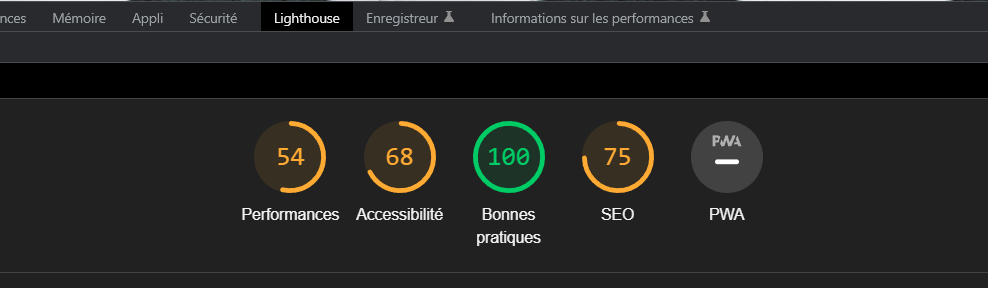 nces Mémoire Appli Sécurité Lighthouse Enregistreur Informations sur les performances
54 68 100 75 PWA
Performances Accessibilité Bonnes pratiques SEO PWA